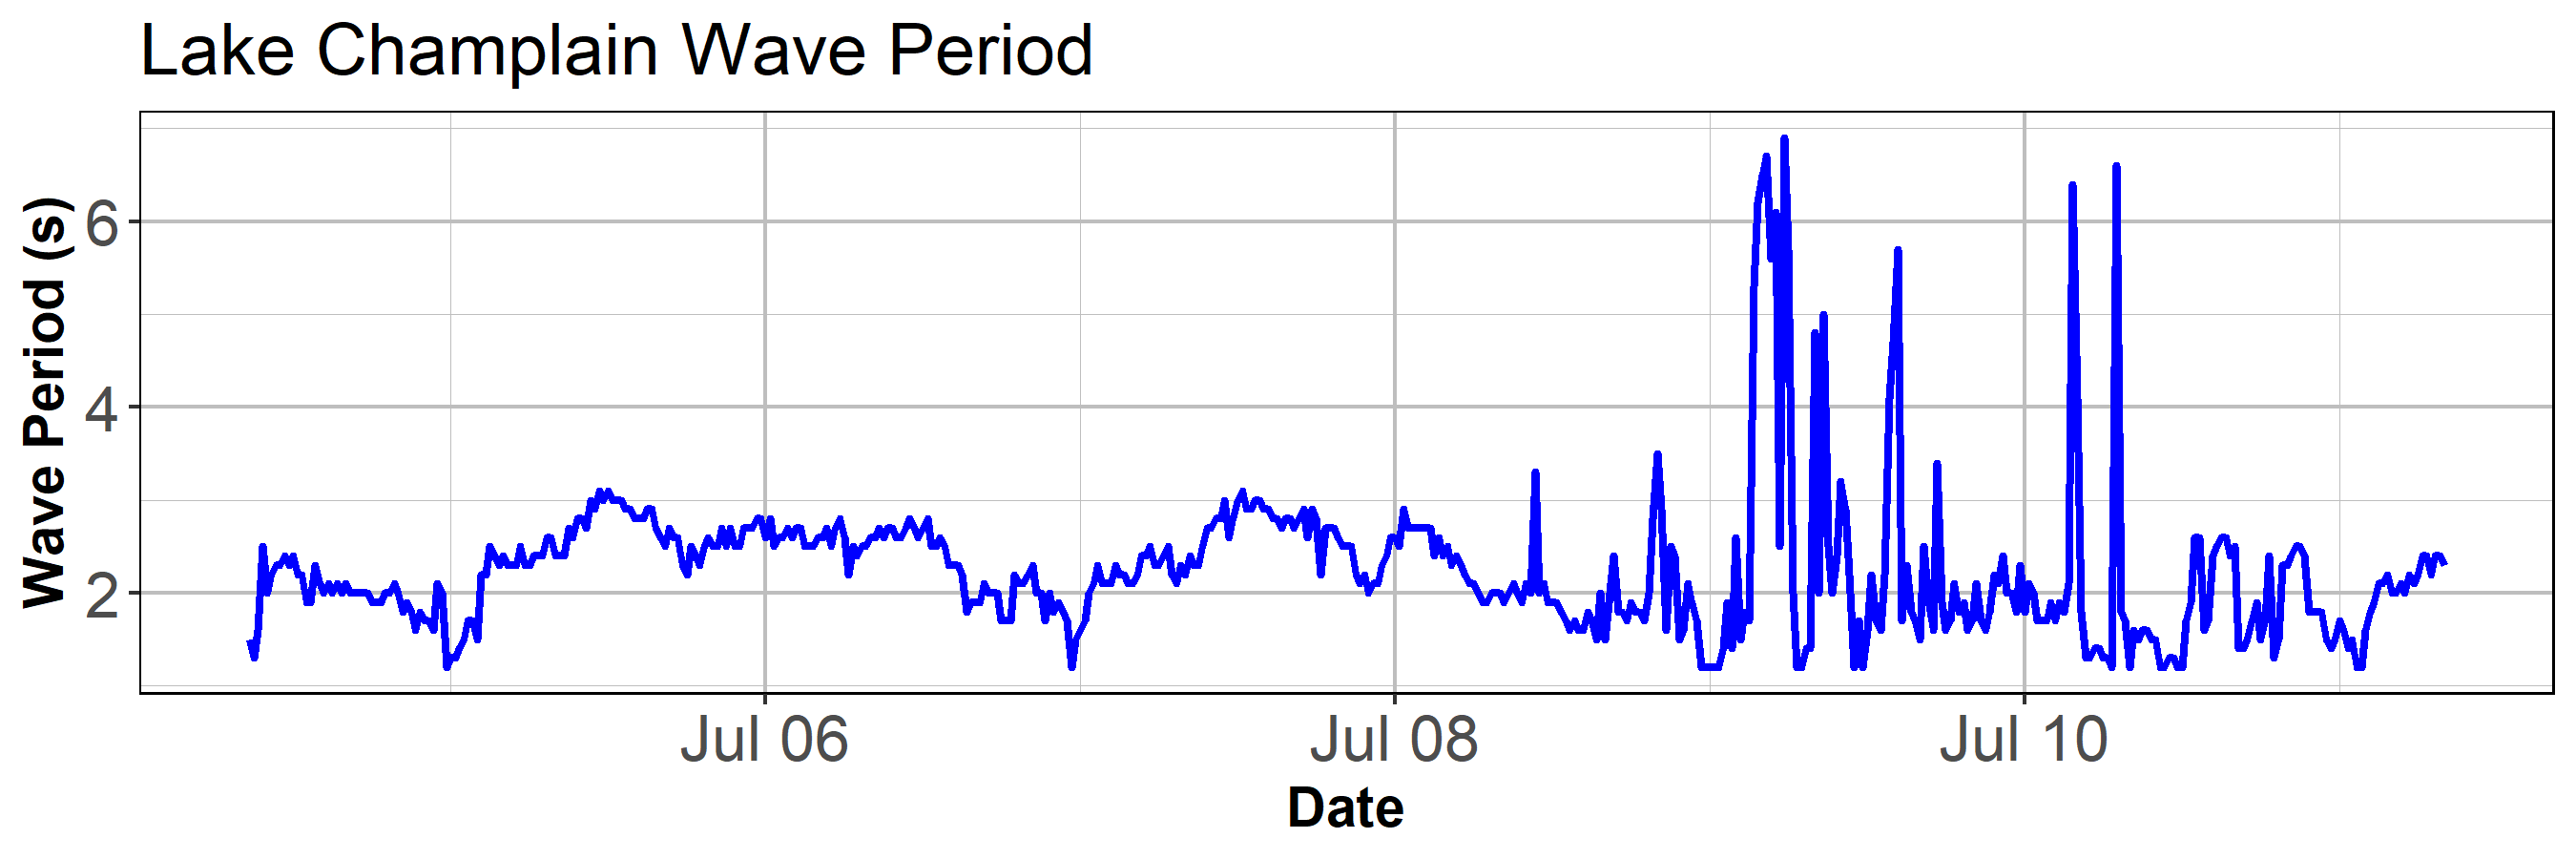 Lake Champlain Wave Period
Wave Period (s)
6
4
2
Jul 06 Jul 08 Jul 10
Date